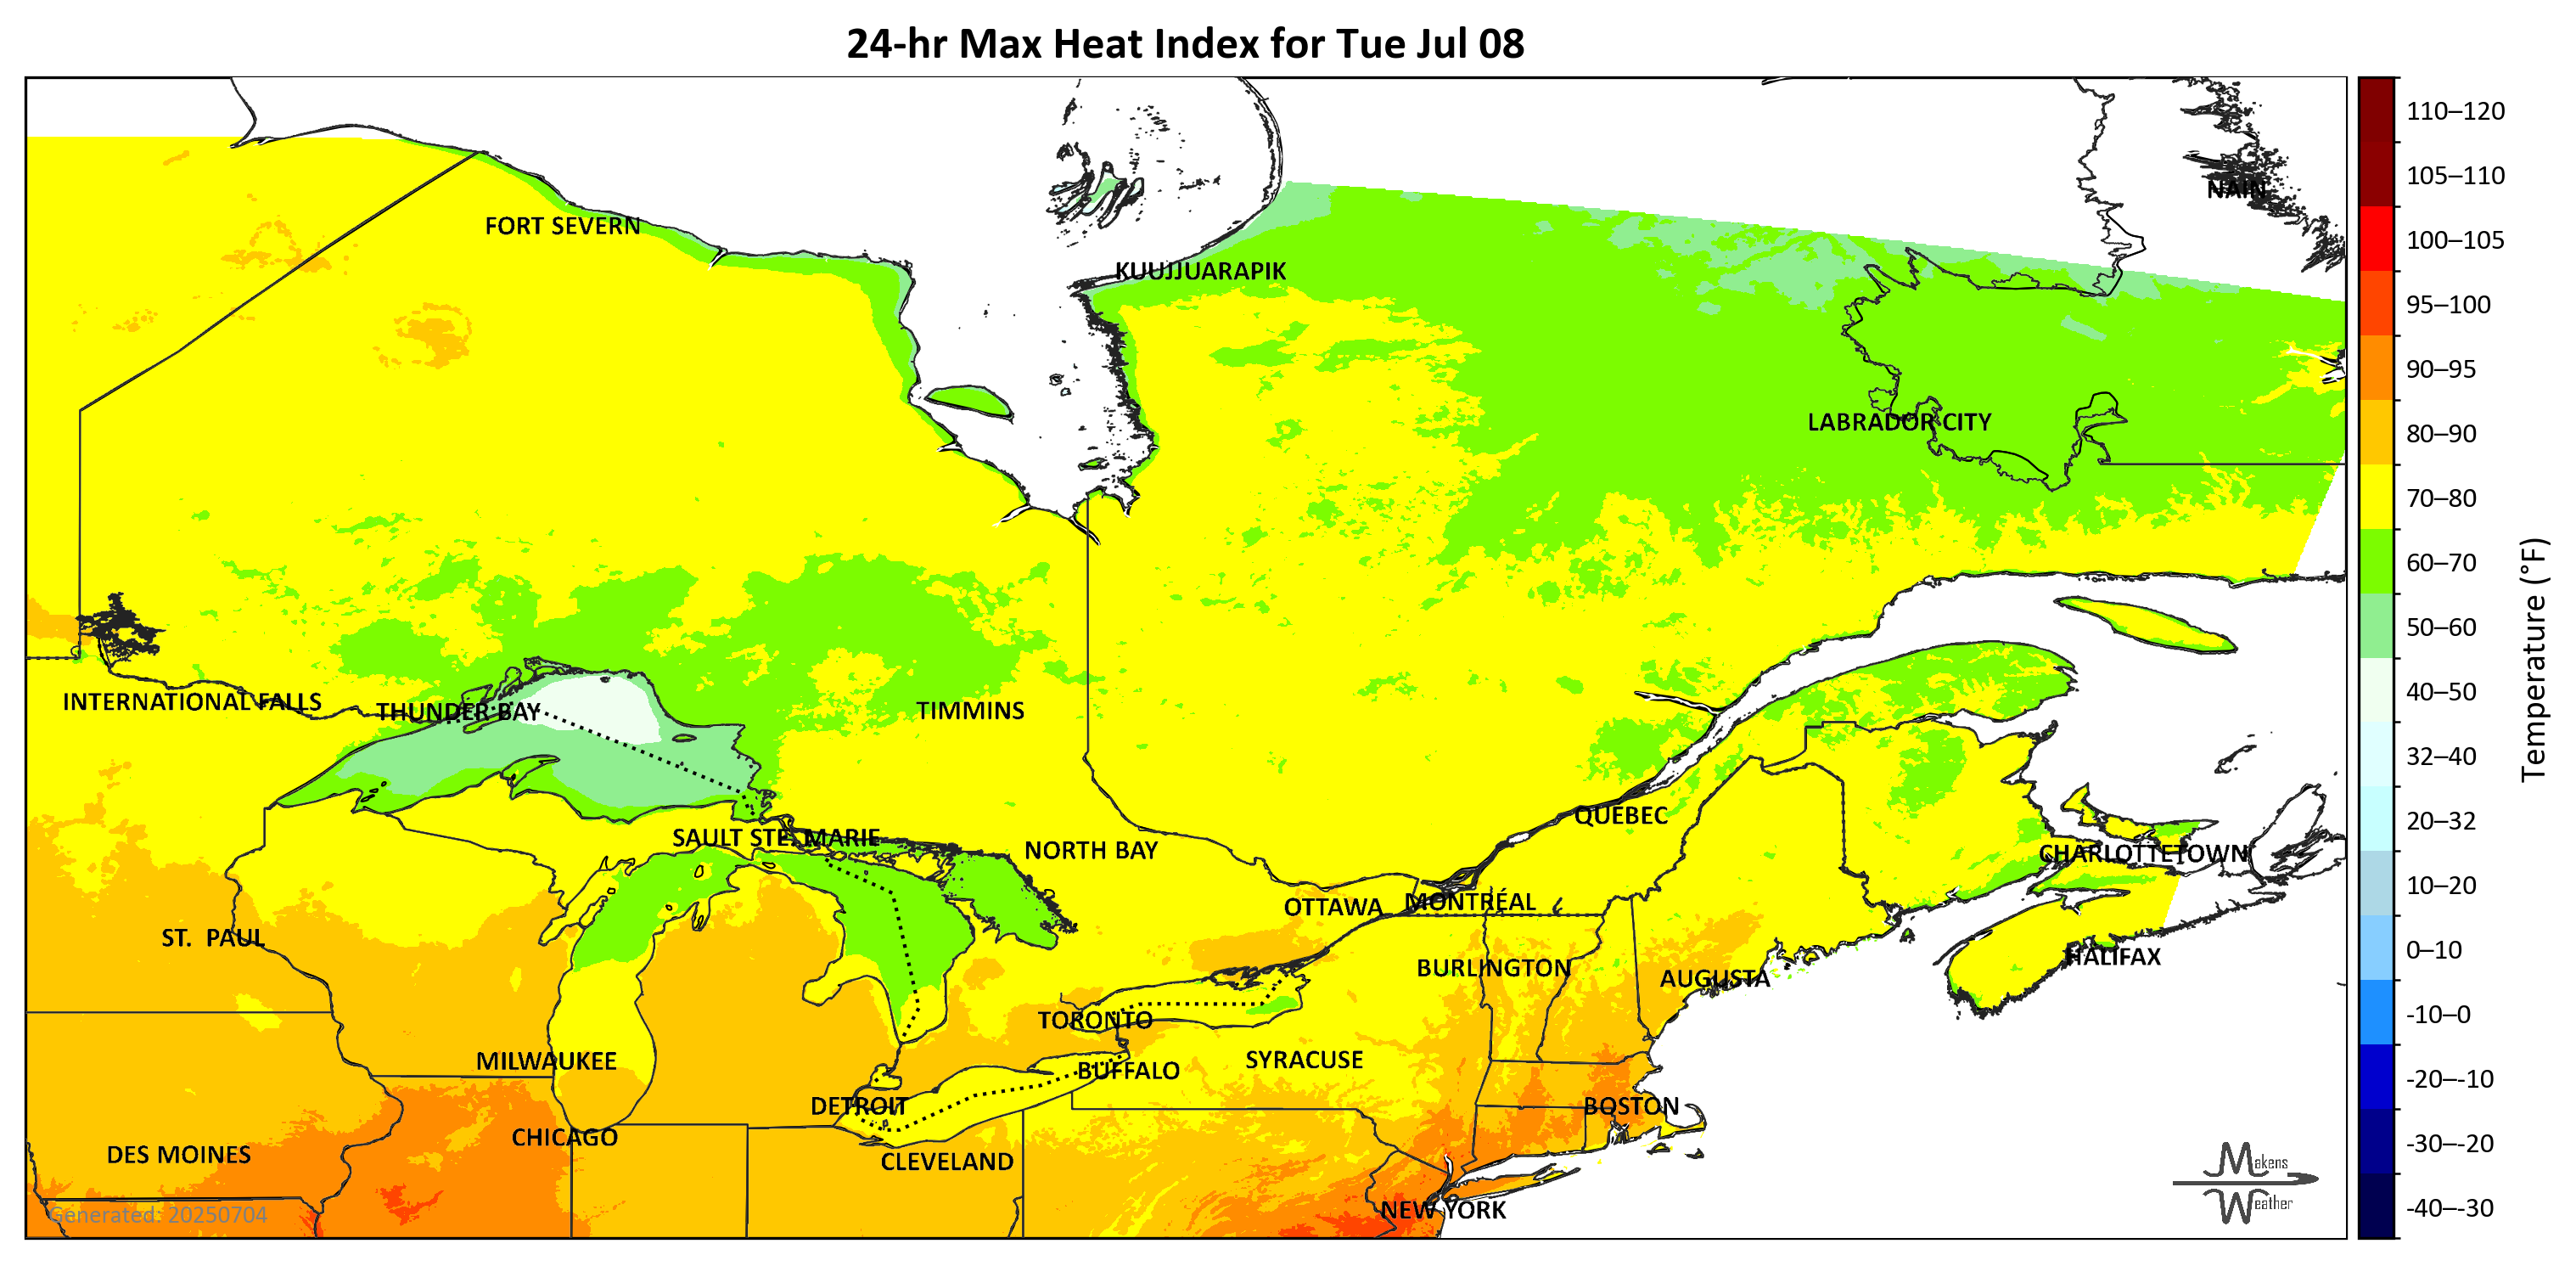 24-hr Max Heat Index for Tue Jul 08
110–120
105–110
NAIN
FORT SEVERN
100–105
KUUJJUARAPIK
95–100
90–95
LABRADOR CITY
80–90
70–80
60–70
Temperature (°F)
50–60
40–50
INTERNATIONAL FALLS
THUNDER BAY
TIMMINS
32–40
QUÉBEC
20–32
SAULT STE. MARIE
NORTH BAY
CHARLOTTETOWN
10–20
OTTAWA
MONTRÉAL
ST. PAUL
0–10
HALIFAX
BURLINGTON
AUGUSTA
-10–0
TORONTO
MILWAUKEE
SYRACUSE
BUFFALO
-20–-10
DETROIT
BOSTON
CHICAGO
-30–-20
DES MOINES
CLEVELAND
Makens
Weather
-40–-30
NEW YORK
Generated: 20250704